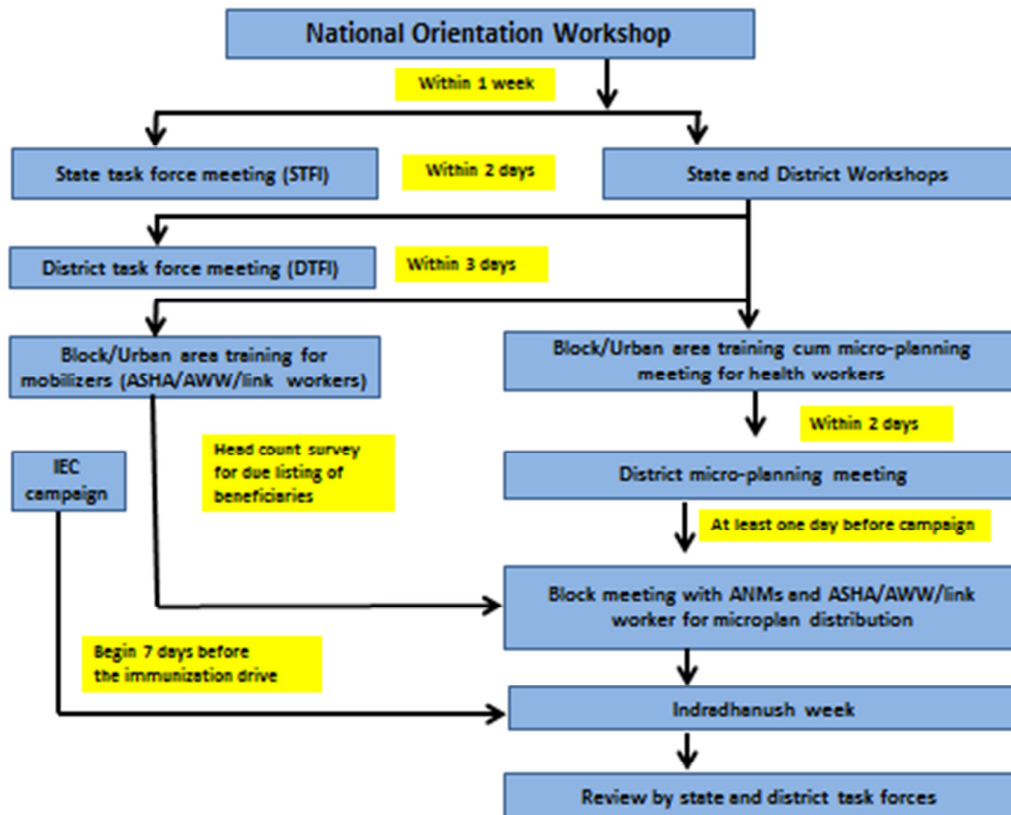 National Orientation Workshop
Within 1 week
State task force meeting (STFI)
Within 2 days
State and District Workshops
District task force meeting (DTFI)
Within 3 days
Block/Urban area training for
mobilizers (ASHA/AWW/link workers)
Block/Urban area training cum micro-planning
meeting for health workers
Within 2 days
Head count survey
for due listing of
beneficiaries
IEC
campaign
District micro-planning meeting
At least one day before campaign
Block meeting with ANMs and ASHA/AWW/link
worker for microplan distribution
Begin 7 days before
the immunization drive
Indradhanush week
Review by state and district task forces